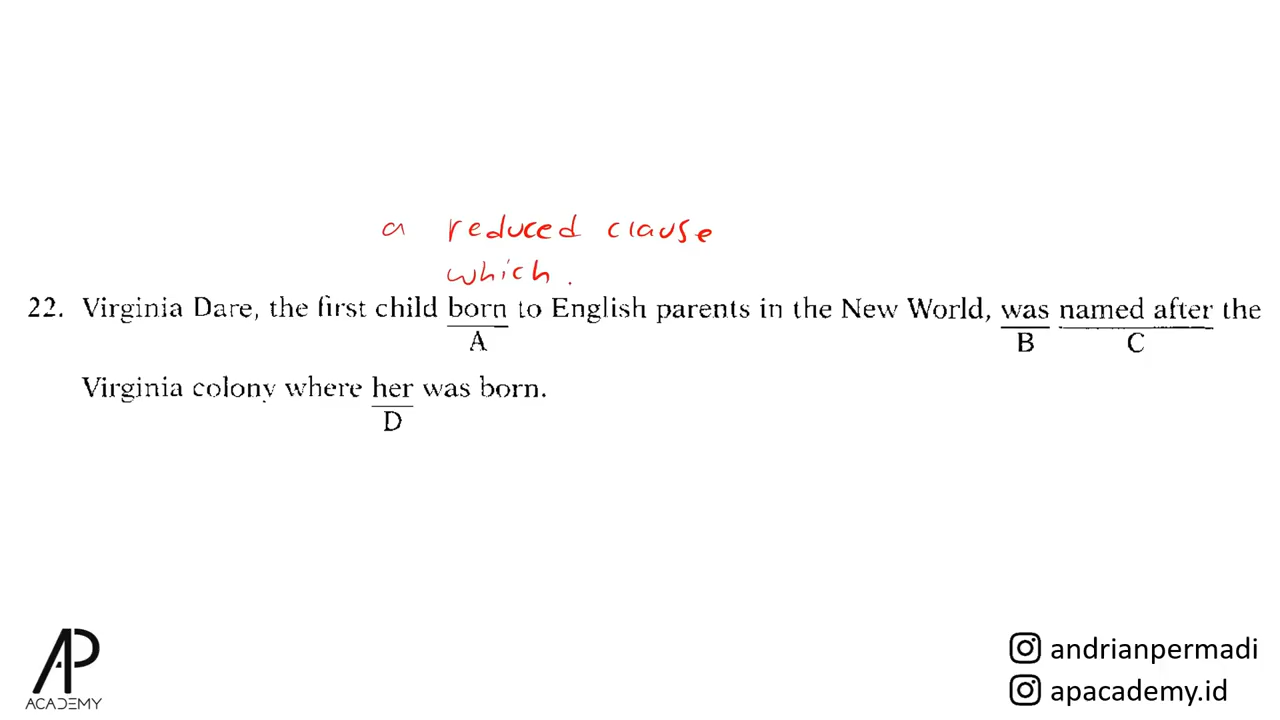 a reduced clause
which.
22. Virginia Dare, the first child born to English parents in the New World, was named after the
A B C
Virginia colony where her was born.
D
AP
ACADEMY
andrianpermadi
apacademy.id